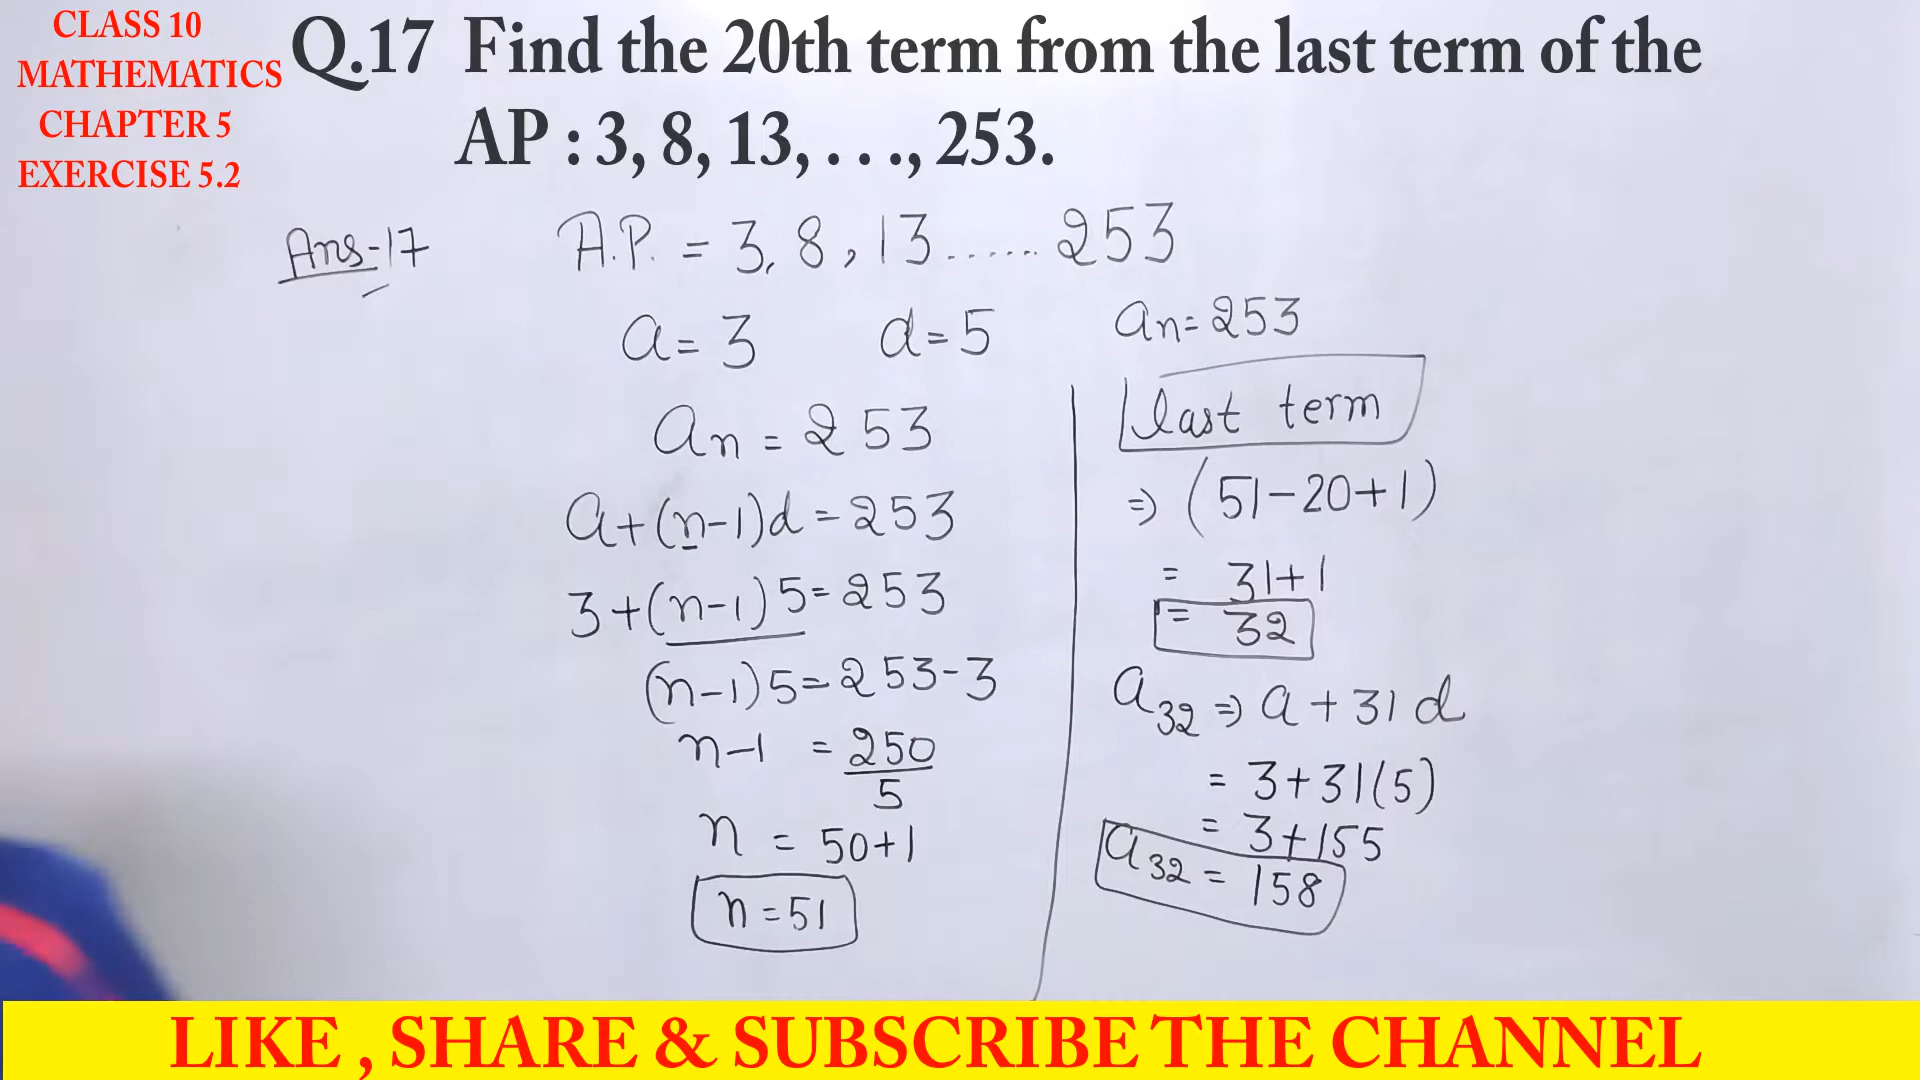 CLASS 10
MATHEMATICS
CHAPTER 5
EXERCISE 5.2
Q.17 Find the 20th term from the last term of the
AP : 3, 8, 13, . . ., 253.
Ans-17
A.P. = 3, 8, 13 ...... 253
a = 3 d = 5 an = 253
an = 253
a + (n-1)d = 253
3 + (n-1) 5 = 253
(n-1) 5 = 253 - 3
n-1 = 250/5
n = 50+1
n = 51
last term
⇒ (51-20+1)
= 31+1
= 32
a32 ⇒ a + 31 d
= 3+31(5)
= 3+155
a32 = 158
LIKE , SHARE & SUBSCRIBE THE CHANNEL